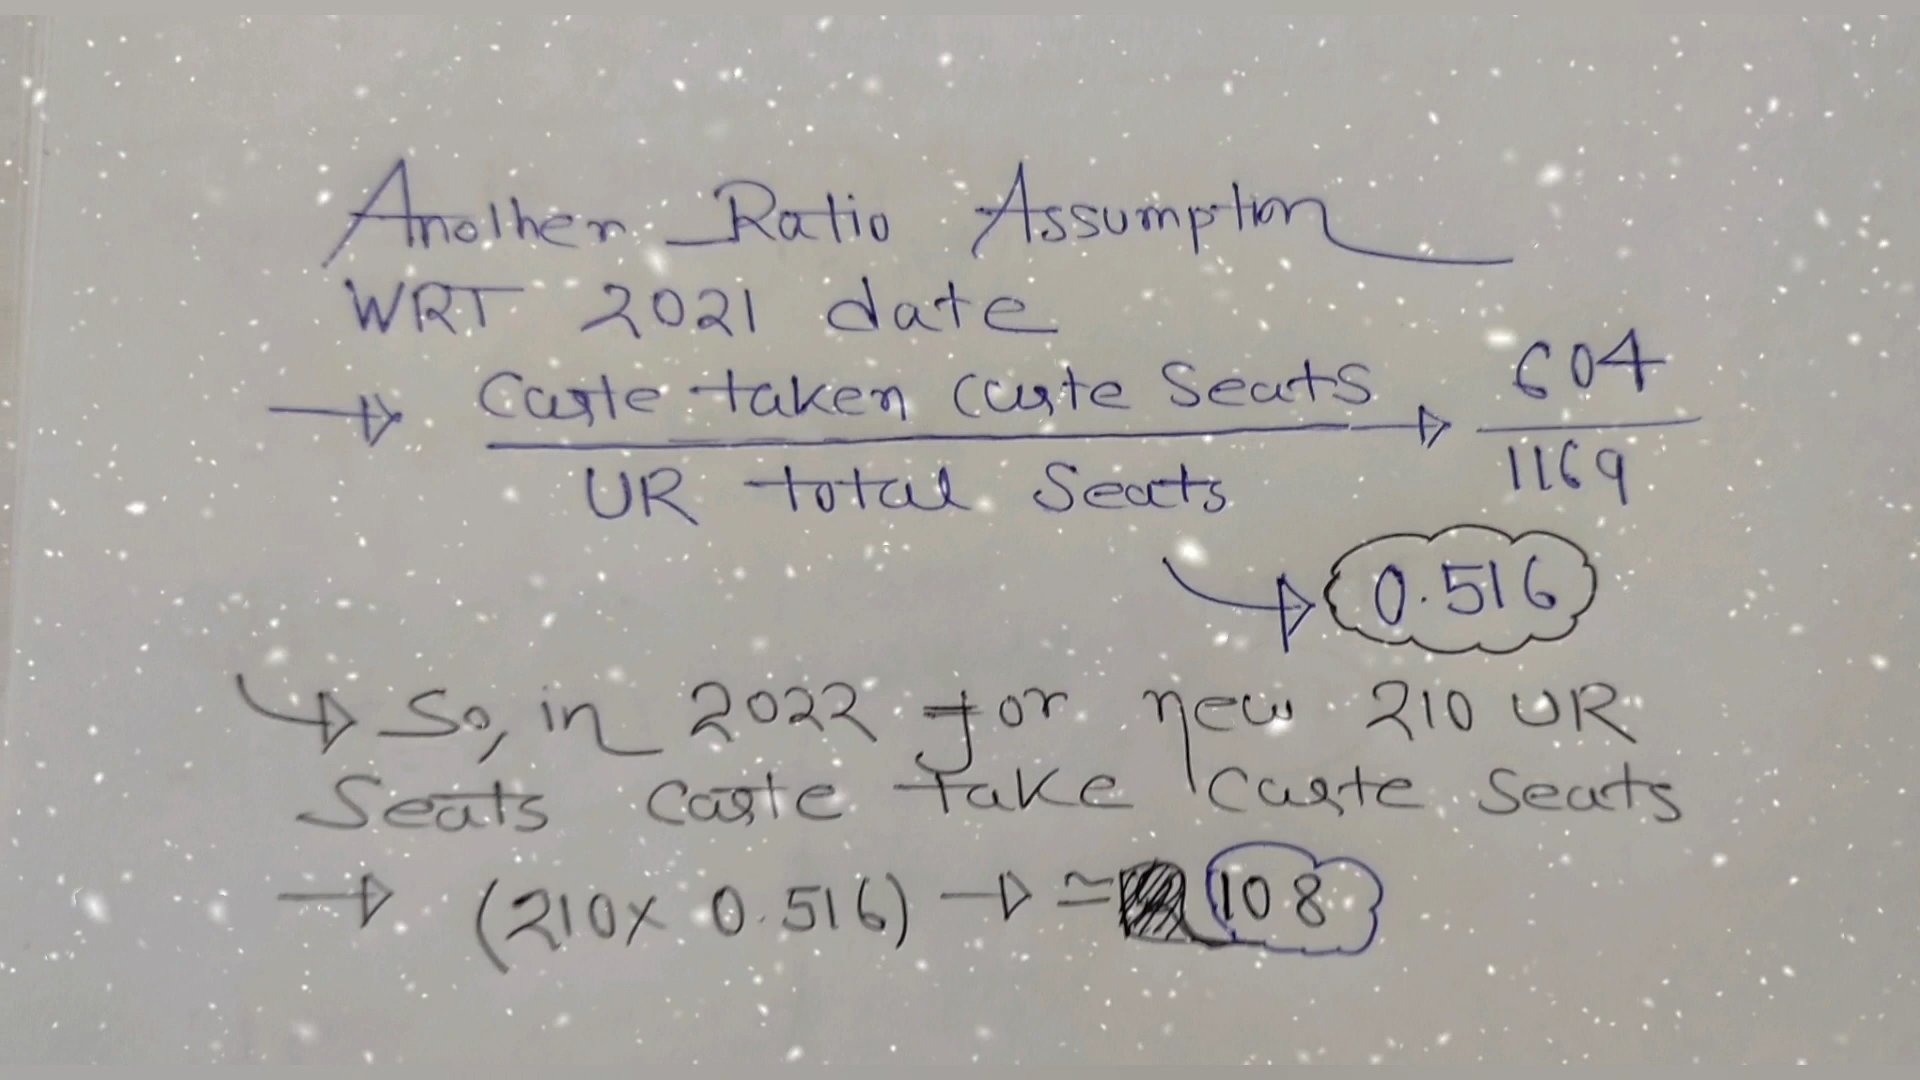 Another Ratio Assumption
WRT 2021 date
Caste taken caste Seats → 604
UR total Seats 1169
0.516
→ So, in 2022 for new 210 UR
Seats caste take caste seats
→ (210x 0.516) → ≃ 108